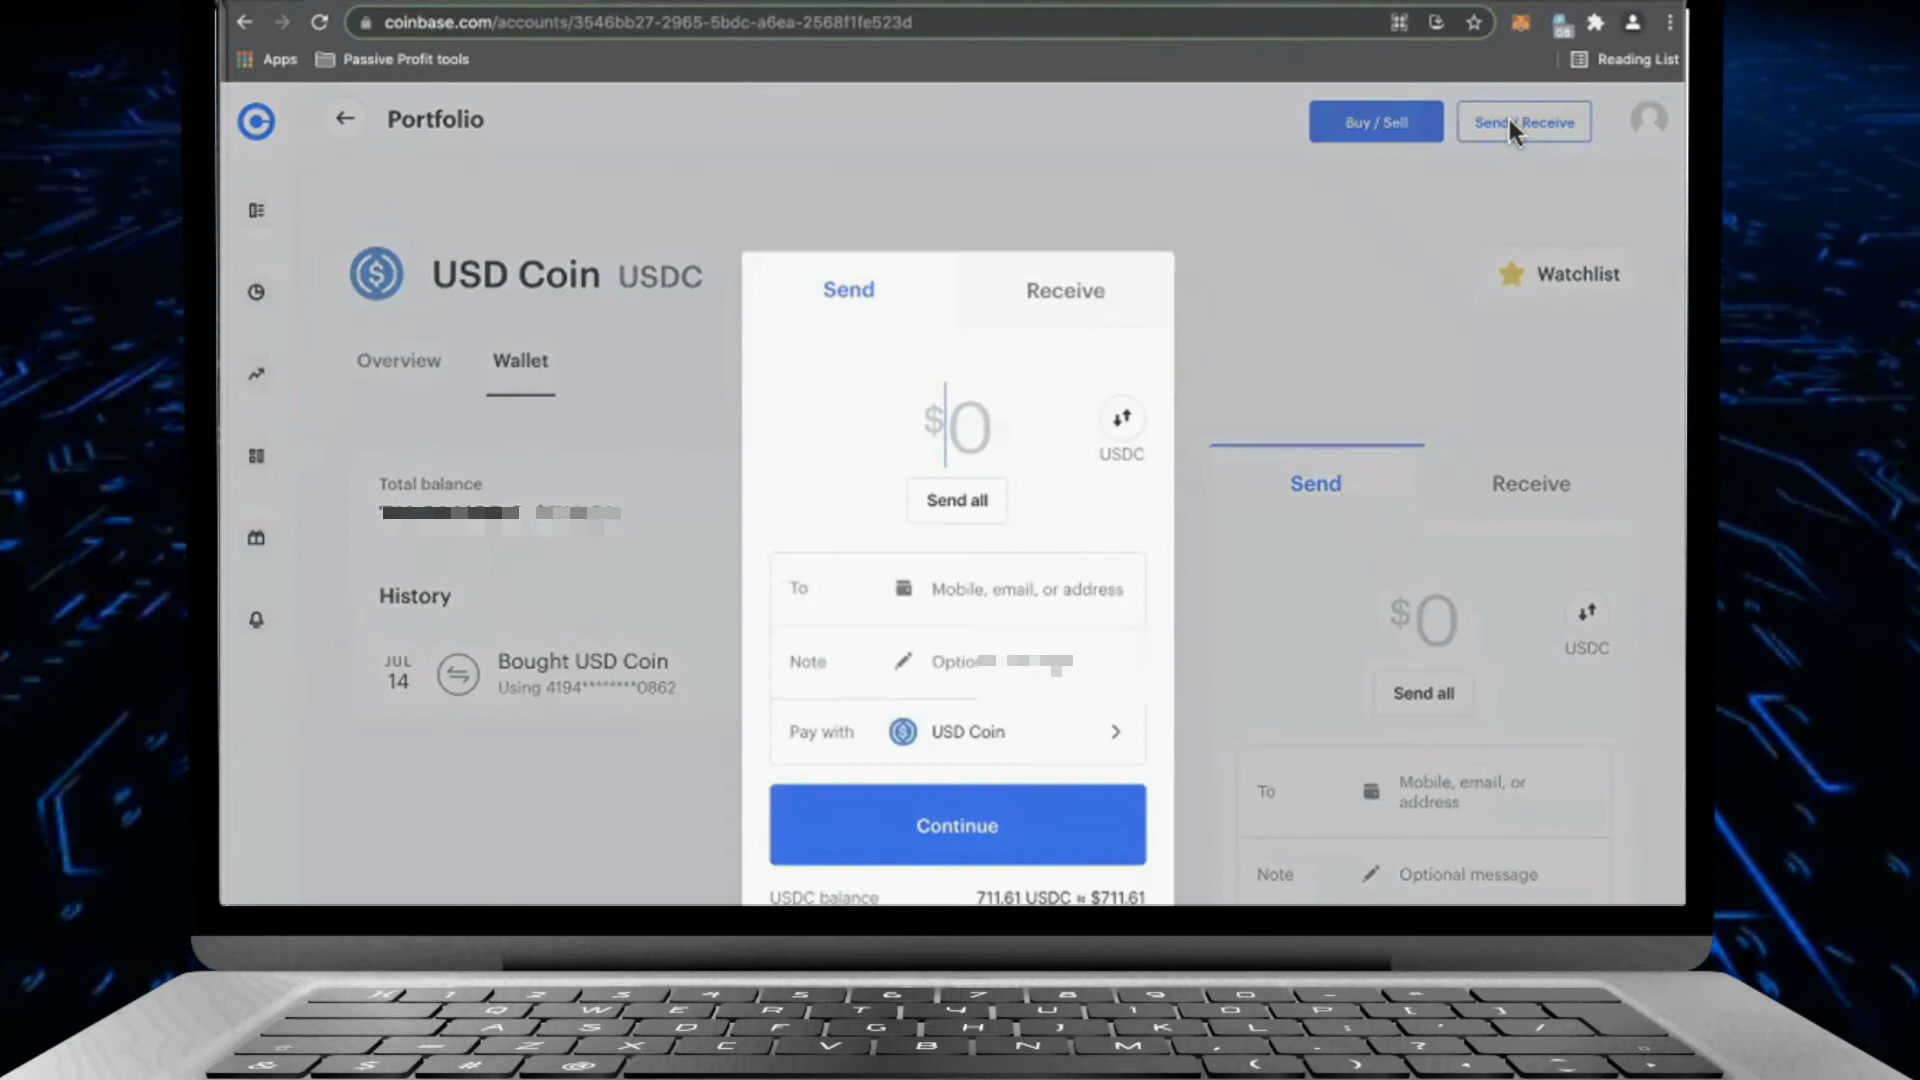 coinbase.com/accounts/3546bb27-2965-5bdc-a6ea-2568f1fe523d
Apps
Passive Profit tools
Reading List
Portfolio
Buy / Sell
Send / Receive
USD Coin USDC
Watchlist
Overview
Wallet
Total balance
History
JUL
14
Bought USD Coin
Using 4194********0862
Send
Receive
$0
USDC
Send all
To
Mobile, email, or address
Note
Optio
Pay with
USD Coin
Continue
USDC balance
711.61 USDC ≈ $711.61
Send
Receive
$0
USDC
Send all
To
Mobile, email, or
address
Note
Optional message